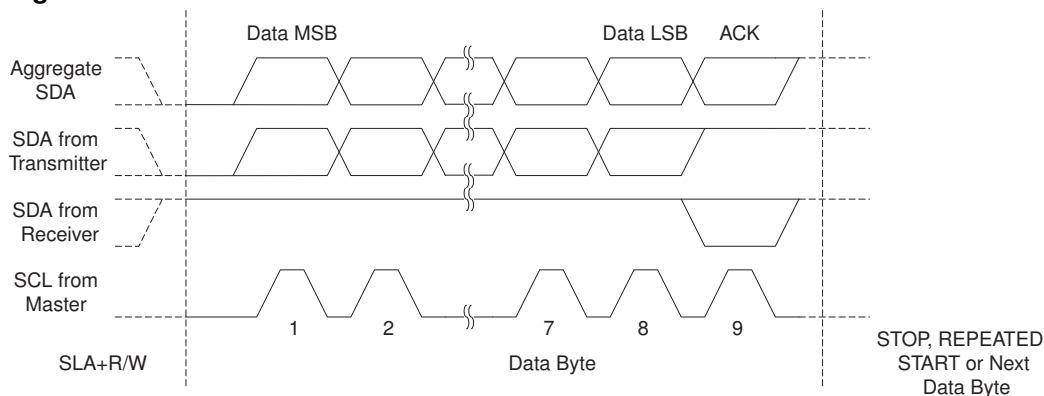 Data MSB
Data LSB
ACK
Aggregate
SDA
SDA from
Transmitter
SDA from
Receiver
SCL from
Master
1
2
7
8
9
SLA+R/W
Data Byte
STOP, REPEATED
START or Next
Data Byte